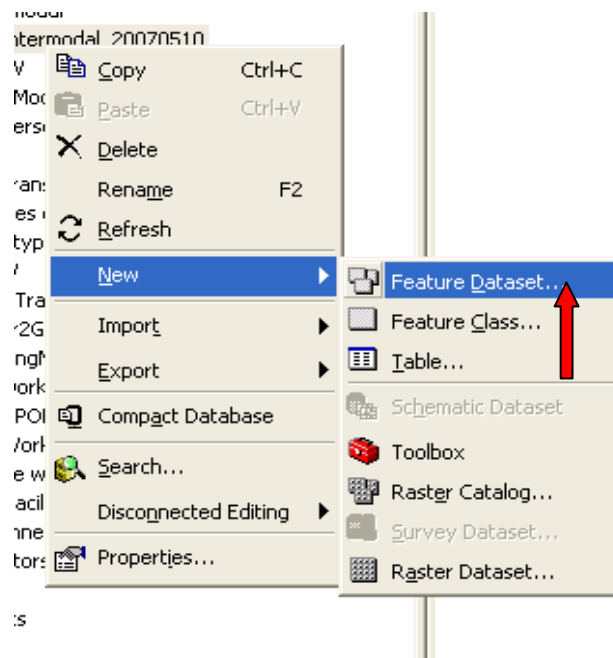 ntermodal_20070510
Copy Ctrl+C
Paste Ctrl+V
Delete
Rename F2
Refresh
New
Import
Export
Compact Database
Search...
Disconnected Editing
Properties...
Feature Dataset...
Feature Class...
Table...
Schematic Dataset
Toolbox
Raster Catalog...
Survey Dataset...
Raster Dataset...